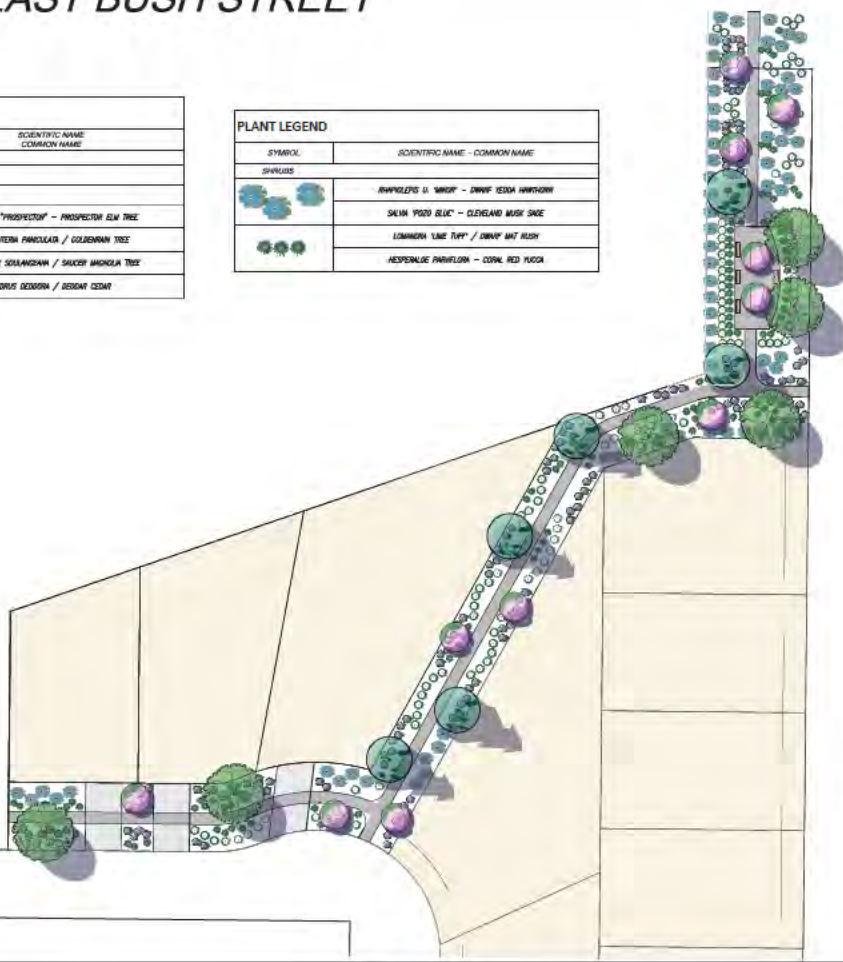 EAST BUSH STREET
SCIENTIFIC NAME
COMMON NAME
"PROSPECTOR" - PROSPECTOR ELM TREE
PANICULATA / GOLDENRAIN TREE
SOULANGEANA / SAUCER MAGNOLIA TREE
DEODORA / DEODAR CEDAR
PLANT LEGEND
SYMBOL
SCIENTIFIC NAME - COMMON NAME
SHRUBS
RHAPIOLEPIS U. 'MINOR' - DWARF YEDDA HAWTHORN
SALVIA 'POZO BLUE' - CLEVELAND MUSK SAGE
LOMANDRA 'LIME TUFF' / DWARF MAT RUSH
HESPERALOE PARVIFLORA - CORAL RED YUCCA